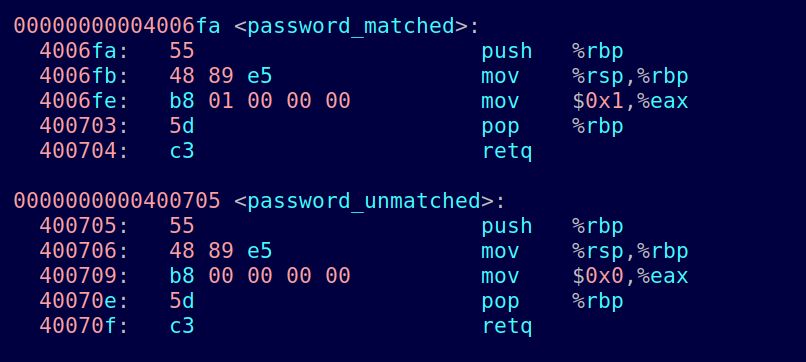 00000000004006fa <password_matched>:
4006fa: 55 push %rbp
4006fb: 48 89 e5 mov %rsp,%rbp
4006fe: b8 01 00 00 00 mov $0x1,%eax
400703: 5d pop %rbp
400704: c3 retq
0000000000400705 <password_unmatched>:
400705: 55 push %rbp
400706: 48 89 e5 mov %rsp,%rbp
400709: b8 00 00 00 00 mov $0x0,%eax
40070e: 5d pop %rbp
40070f: c3 retq